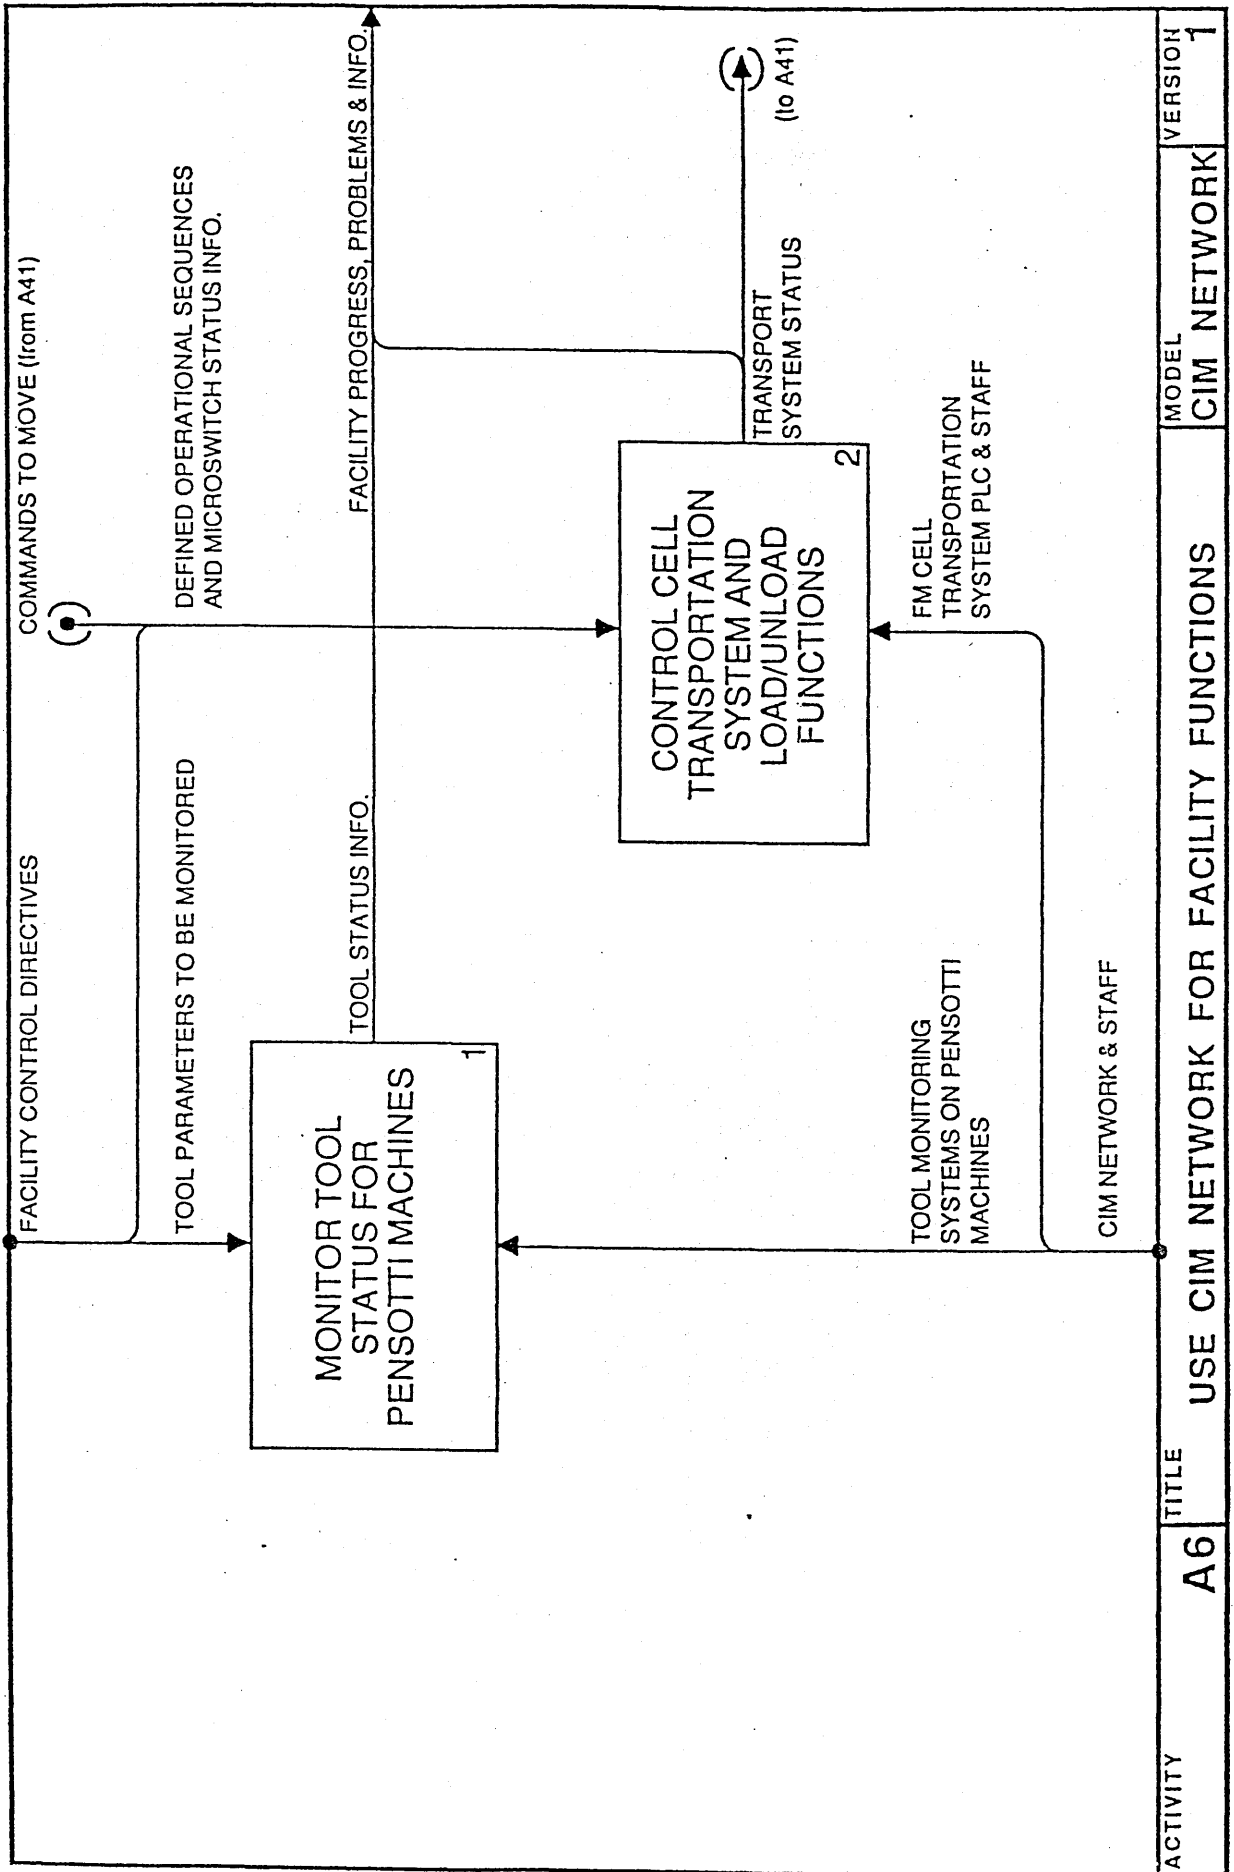 FACILITY CONTROL DIRECTIVES
COMMANDS TO MOVE (from A41)
TOOL PARAMETERS TO BE MONITORED
DEFINED OPERATIONAL SEQUENCES
AND MICROSWITCH STATUS INFO.
MONITOR TOOL
STATUS FOR
PENSOTTI MACHINES
1
TOOL STATUS INFO.
FACILITY PROGRESS, PROBLEMS & INFO.
CONTROL CELL
TRANSPORTATION
SYSTEM AND
LOAD/UNLOAD
FUNCTIONS
2
TRANSPORT
SYSTEM STATUS
(to A41)
TOOL MONITORING
SYSTEMS ON PENSOTTI
MACHINES
FM CELL
TRANSPORTATION
SYSTEM PLC & STAFF
CIM NETWORK & STAFF
ACTIVITY
A6
TITLE
USE CIM NETWORK FOR FACILITY FUNCTIONS
MODEL
CIM NETWORK
VERSION
1